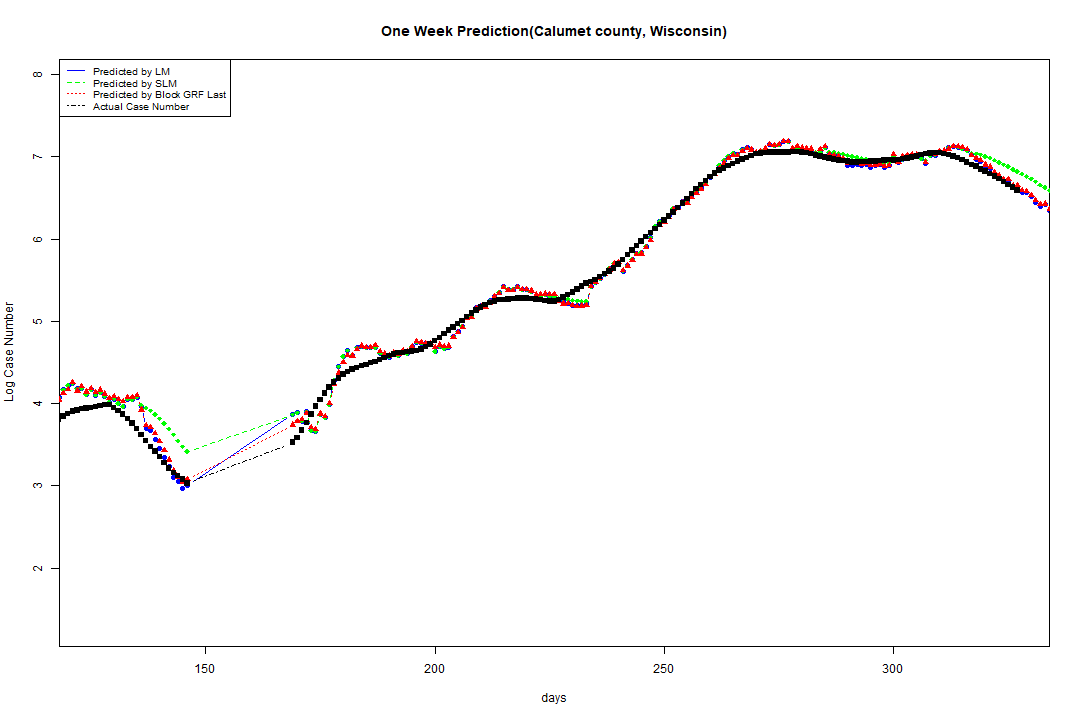 One Week Prediction(Calumet county, Wisconsin)
Predicted by LM
Predicted by SLM
Predicted by Block GRF Last
Actual Case Number
8
7
6
5
4
3
2
Log Case Number
150 200 250 300
days